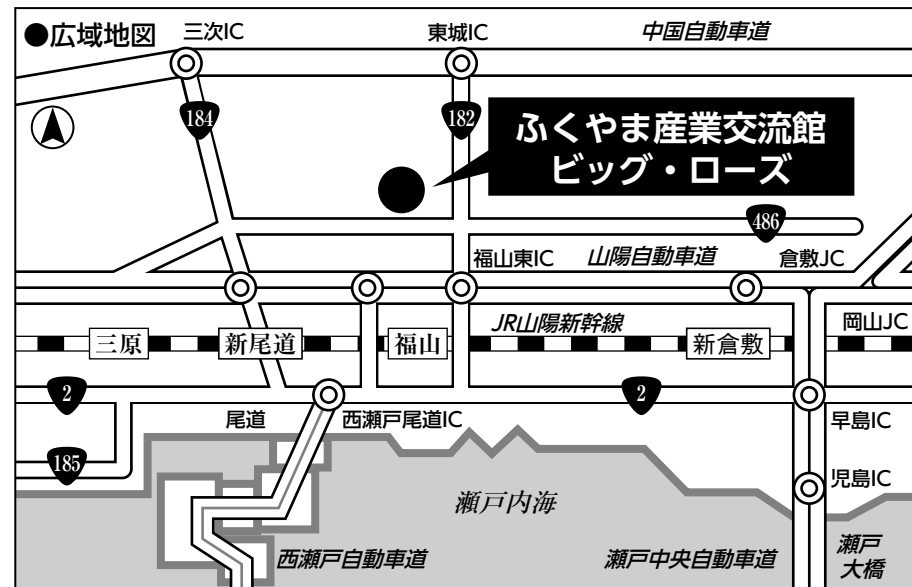 ●広域地図
三次IC
東城IC
中国自動車道
184
182
ふくやま産業交流館
ビッグ・ローズ
486
福山東IC
山陽自動車道
倉敷JC
JR山陽新幹線
岡山JC
三原
新尾道
福山
新倉敷
2
2
尾道
西瀬戸尾道IC
早島IC
185
児島IC
瀬戸内海
西瀬戸自動車道
瀬戸中央自動車道
瀬戸
大橋